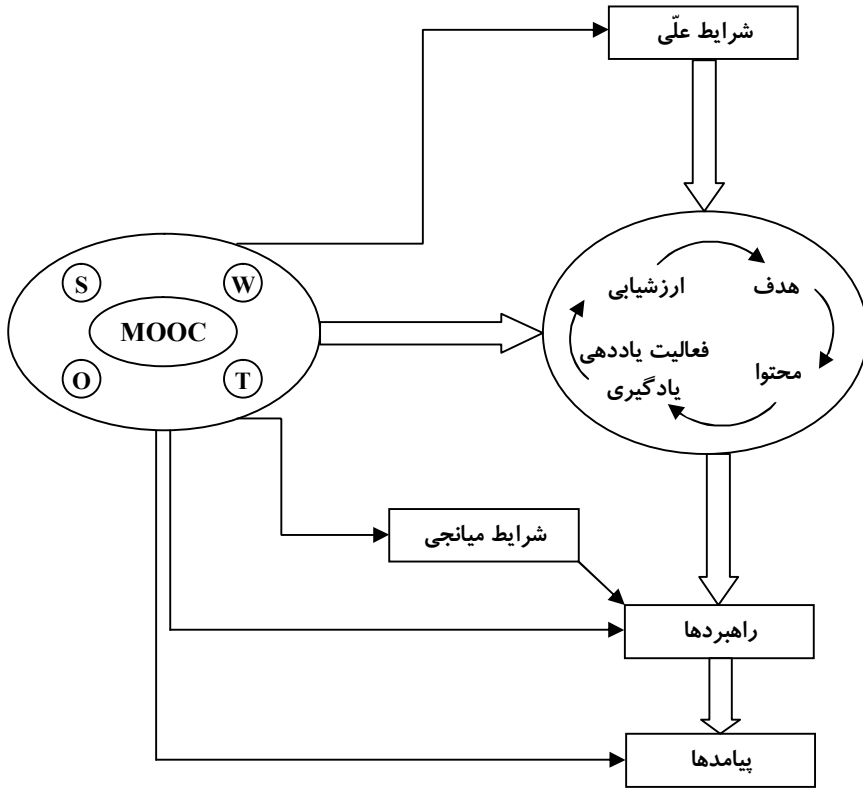 شرایط علّی
S
W
MOOC
O
T
ارزشیابی
هدف
فعالیت یاددهی
یادگیری
محتوا
شرایط میانجی
راهبردها
پیامدها